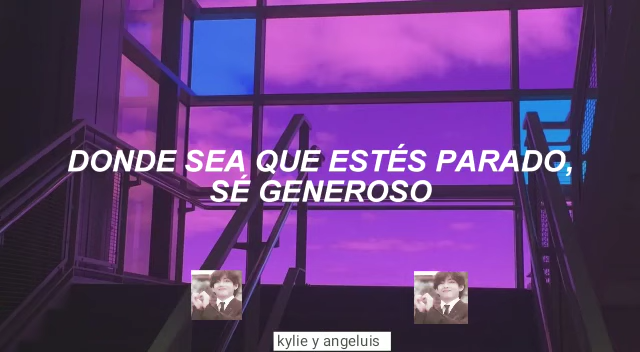 DONDE SEA QUE ESTÉS PARADO,
SÉ GENEROSO
kylie y angeluis